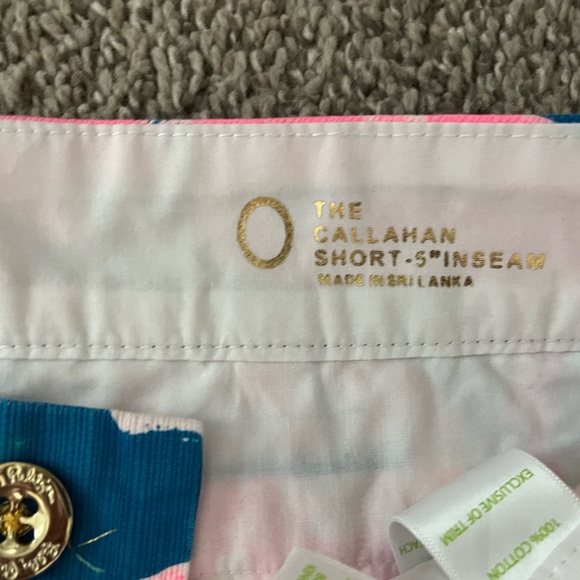 0
THE
CALLAHAN
SHORT-5"INSEAM
MADE IN SRI LANKA
EXCLUSIVE OF TRIM
100% COTTON